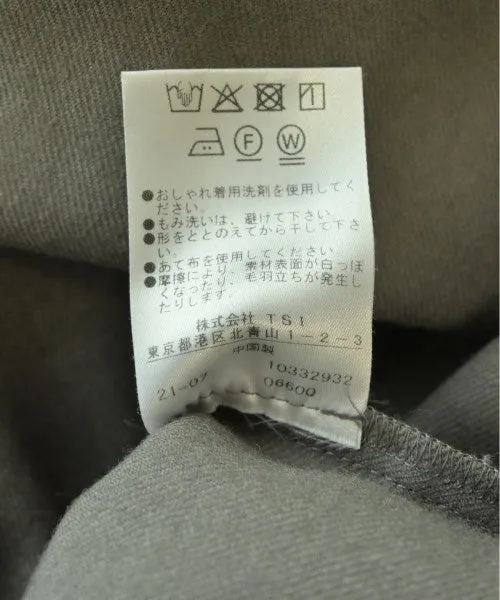 F W
●おしゃれ着用洗剤を使用してく
ださい。
●もみ洗いは、避けて下さい。
●形をととのえてから干して下さ
い。
●あて布を使用してください。
●摩擦により、素材表面が白っぽ
くなったり、毛羽立ちが発生し
たりします。
株式会社 TSI
東京都港区北青山1-2-3
中国製
10332932
21-07 06600